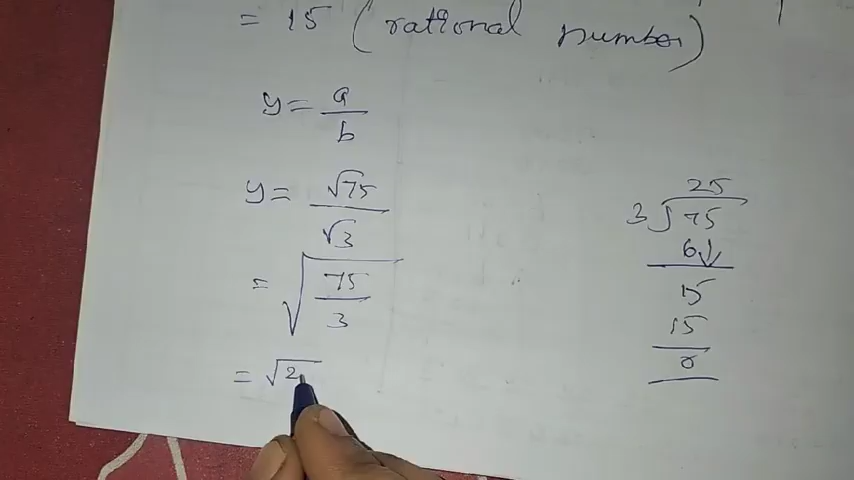 = 15 (rational number)
y = a/b
y = √75/√3
= √(75/3)
= √2
25
3 √75
6↓
15
15
0